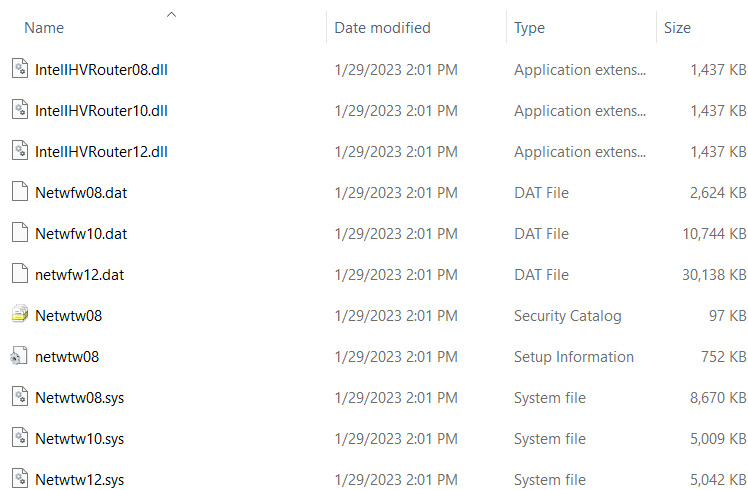 Name Date modified Type Size
IntelIHVRouter08.dll 1/29/2023 2:01 PM Application extens... 1,437 KB
IntelIHVRouter10.dll 1/29/2023 2:01 PM Application extens... 1,437 KB
IntelIHVRouter12.dll 1/29/2023 2:01 PM Application extens... 1,437 KB
Netwfw08.dat 1/29/2023 2:01 PM DAT File 2,624 KB
Netwfw10.dat 1/29/2023 2:01 PM DAT File 10,744 KB
netwfw12.dat 1/29/2023 2:01 PM DAT File 30,138 KB
Netwtw08 1/29/2023 2:01 PM Security Catalog 97 KB
netwtw08 1/29/2023 2:01 PM Setup Information 752 KB
Netwtw08.sys 1/29/2023 2:01 PM System file 8,670 KB
Netwtw10.sys 1/29/2023 2:01 PM System file 5,009 KB
Netwtw12.sys 1/29/2023 2:01 PM System file 5,042 KB